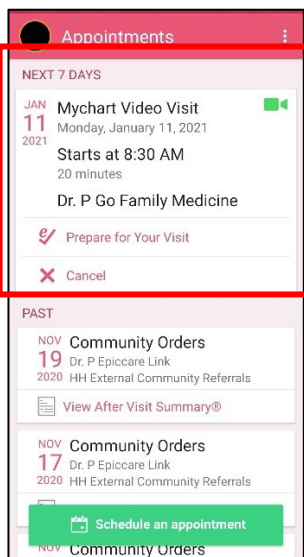 Appointments
NEXT 7 DAYS
JAN
11
2021
Mychart Video Visit
Monday, January 11, 2021
Starts at 8:30 AM
20 minutes
Dr. P Go Family Medicine
Prepare for Your Visit
Cancel
PAST
NOV
19
2020
Community Orders
Dr. P Epiccare Link
HH External Community Referrals
View After Visit Summary®
NOV
17
2020
Community Orders
Dr. P Epiccare Link
HH External Community Referrals
Schedule an appointment
NOV
Community Orders